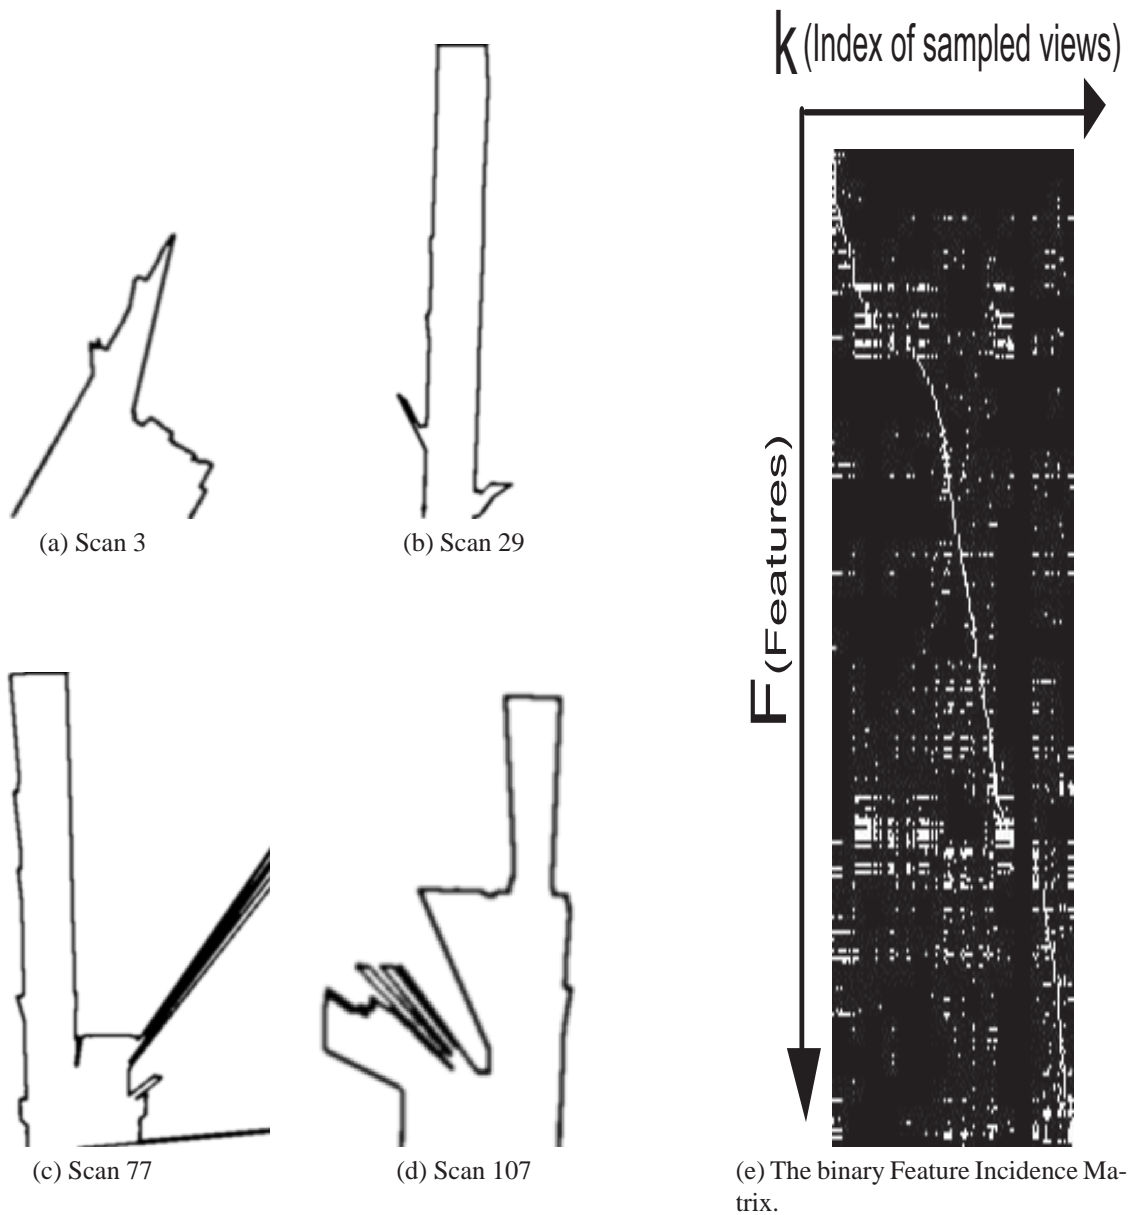 k (Index of sampled views)
F (Features)
(a) Scan 3
(b) Scan 29
(c) Scan 77
(d) Scan 107
(e) The binary Feature Incidence Ma-
trix.